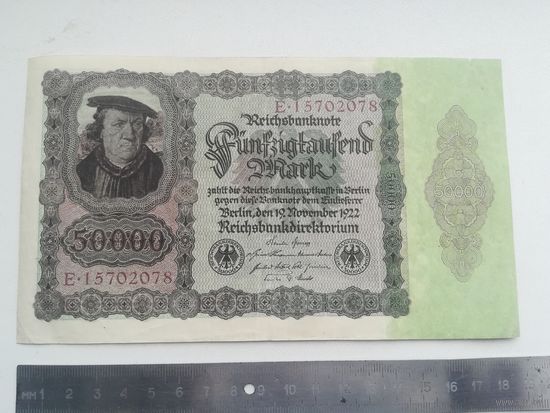 E·15702078
Reichsbanknote
Fünfzigtausend
Mark
zahlt die Reichsbankhauptkasse in Berlin
gegen diese Banknote dem Einlieferer
Berlin, den 19. November 1922
Reichsbankdirektorium
50000
E·15702078
50000
50000
мм 1 2 3 4 5 6 7 8 9 10 11 12 13 14 15 16 17 18